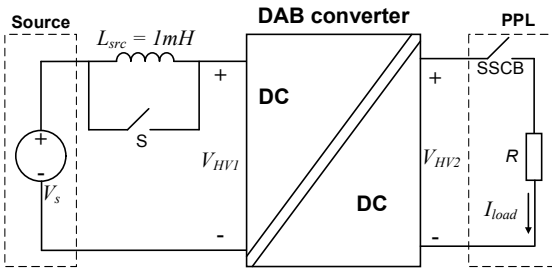 DAB converter
Source
PPL
L_src = 1mH
SSCB
+
+
DC
S
+
-
V_s
V_HV1
V_HV2
R
DC
I_load
-
-